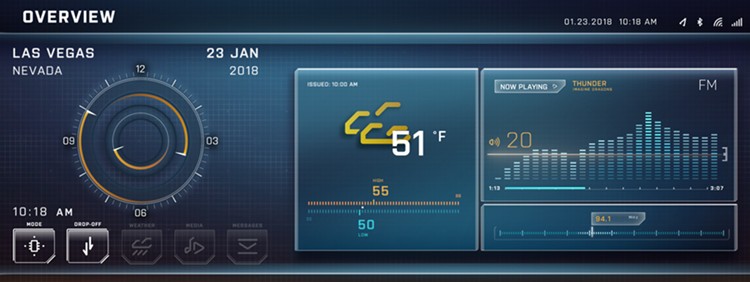 OVERVIEW
01.23.2018 10:18 AM
LAS VEGAS
NEVADA
23 JAN
2018
12
03
06
09
10:18 AM
MODE
DROP-OFF
WEATHER
MEDIA
MESSAGES
ISSUED: 10:00 AM
51 °F
HIGH
55
50
LOW
NOW PLAYING
THUNDER
IMAGINE DRAGONS
FM
20
1:13
3:07
94.1 MHz